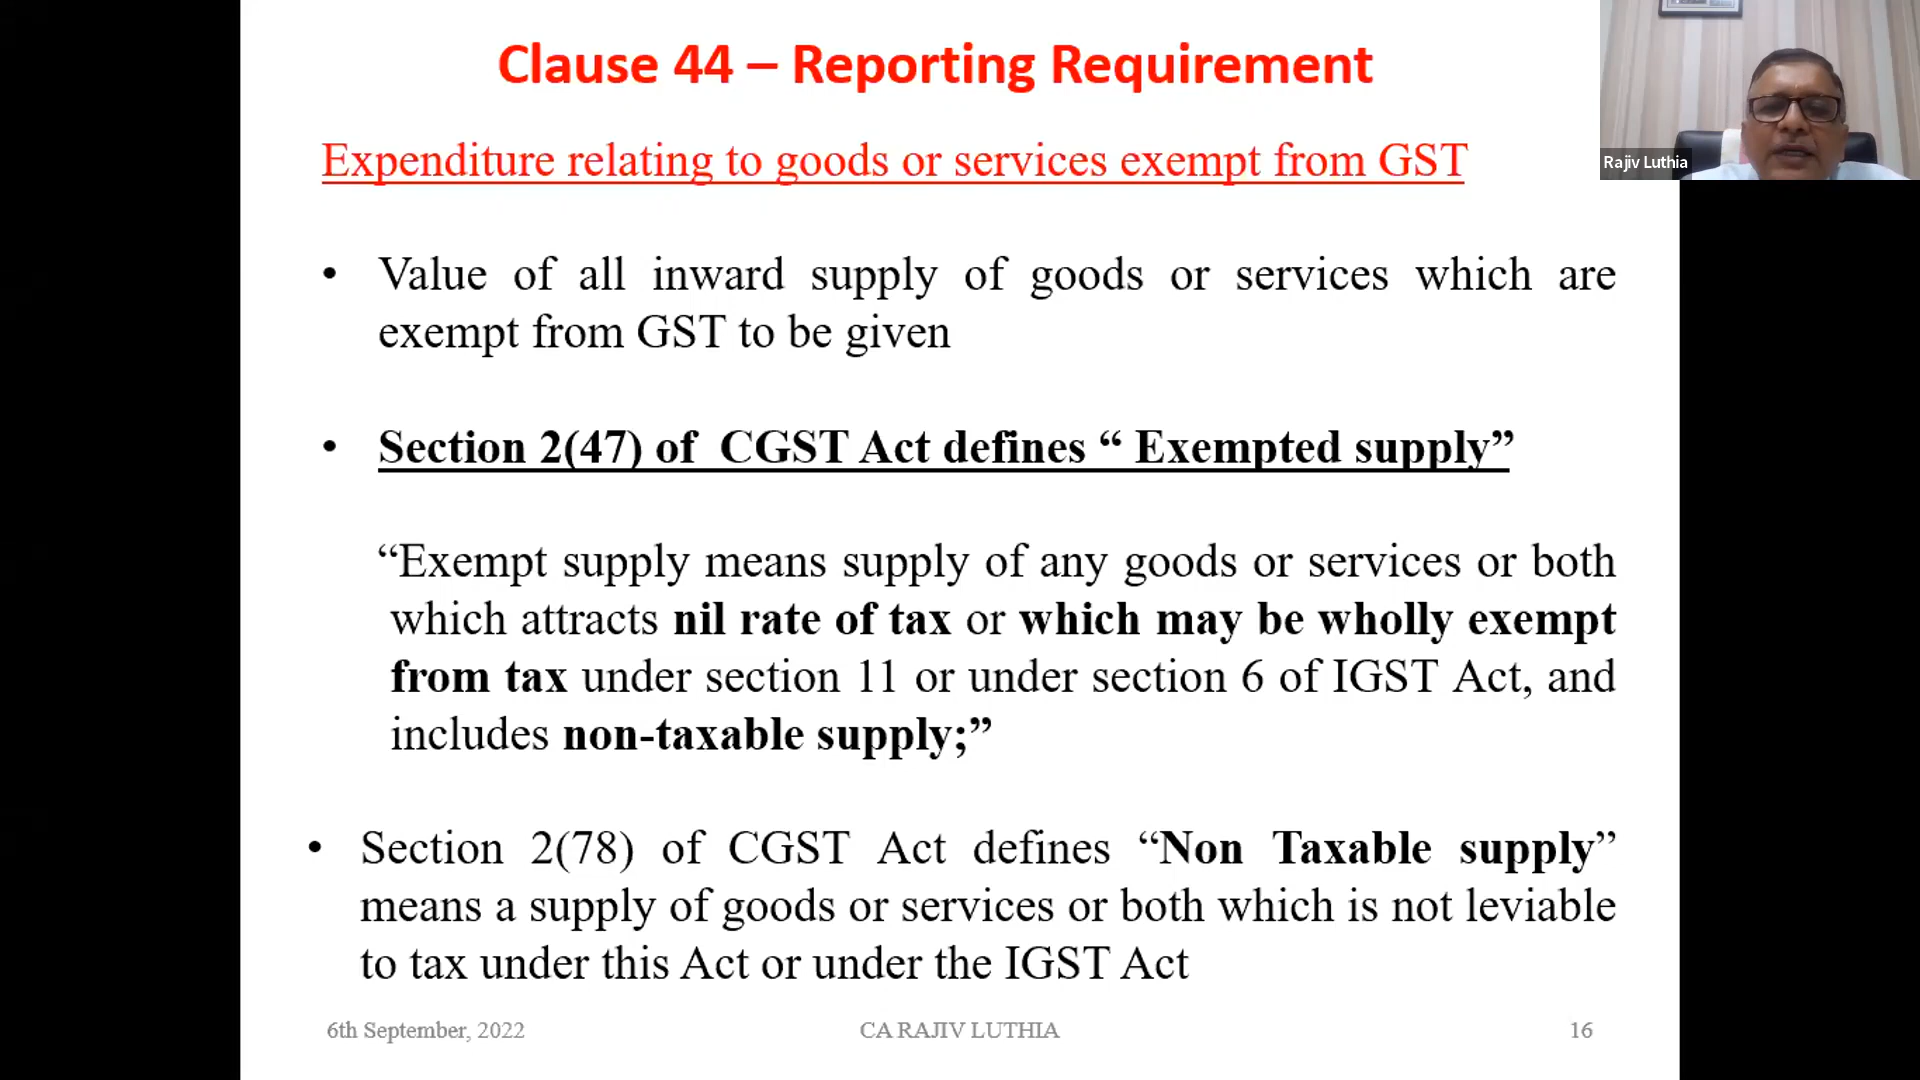 Clause 44 – Reporting Requirement
Rajiv Luthia
Expenditure relating to goods or services exempt from GST
• Value of all inward supply of goods or services which are
exempt from GST to be given
• Section 2(47) of CGST Act defines “ Exempted supply”
“Exempt supply means supply of any goods or services or both
which attracts nil rate of tax or which may be wholly exempt
from tax under section 11 or under section 6 of IGST Act, and
includes non-taxable supply;”
• Section 2(78) of CGST Act defines “Non Taxable supply”
means a supply of goods or services or both which is not leviable
to tax under this Act or under the IGST Act
6th September, 2022 CA RAJIV LUTHIA 16